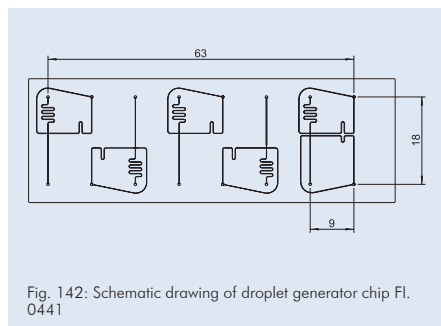 63
18
9
Fig. 142: Schematic drawing of droplet generator chip Fl.
0441